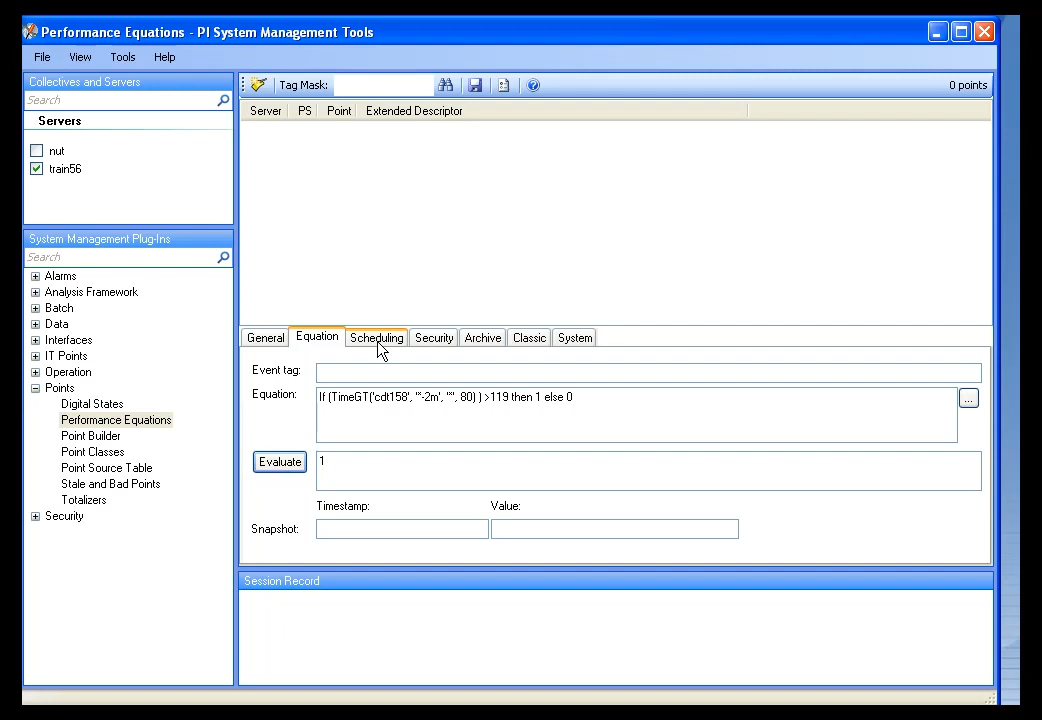 Performance Equations - PI System Management Tools
File View Tools Help
Collectives and Servers
Search
Servers
nut
train56
System Management Plug-Ins
Search
Alarms
Analysis Framework
Batch
Data
Interfaces
IT Points
Operation
Points
Digital States
Performance Equations
Point Builder
Point Classes
Point Source Table
Stale and Bad Points
Totalizers
Security
Tag Mask: 0 points
Server PS Point Extended Descriptor
General Equation Scheduling Security Archive Classic System
Event tag:
Equation: If (TimeGT('cdt158', '*-2m', '*', 80) ) >119 then 1 else 0
...
Evaluate 1
Timestamp: Value:
Snapshot:
Session Record